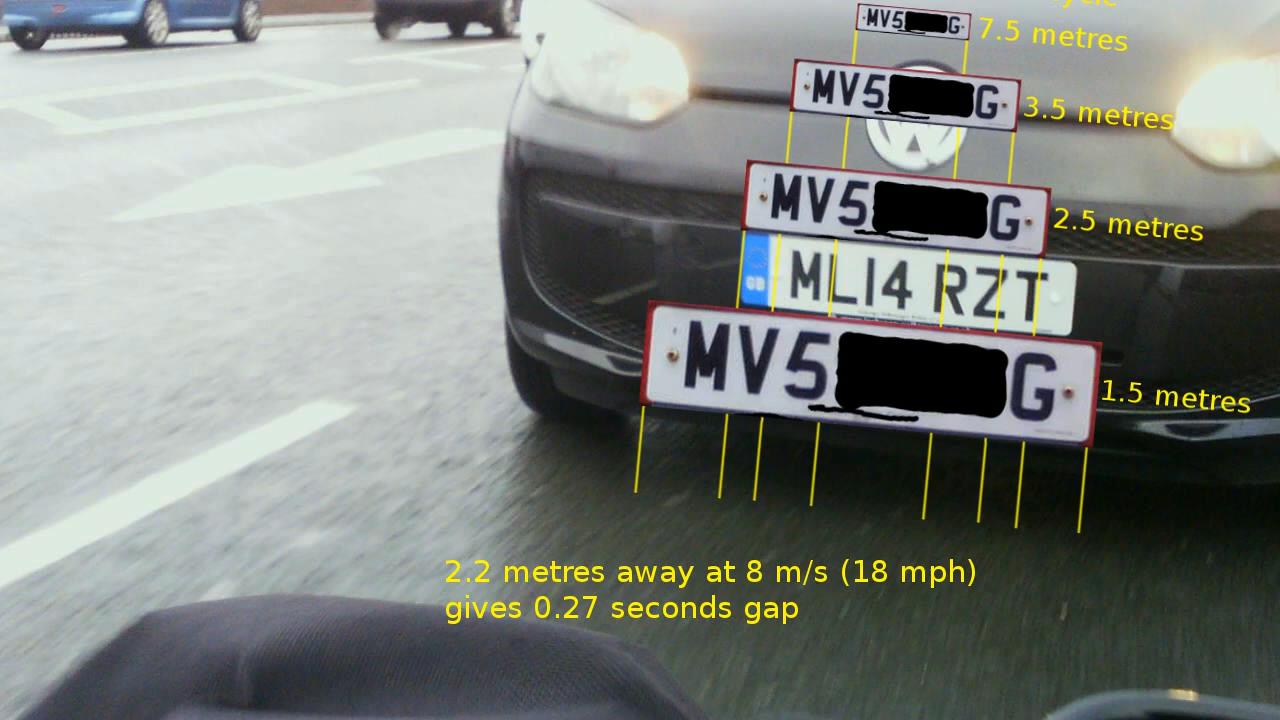 MV5 G
7.5 metres
MV5 G
3.5 metres
MV5 G
2.5 metres
GB
ML14 RZT
MV5 G
1.5 metres
2.2 metres away at 8 m/s (18 mph)
gives 0.27 seconds gap